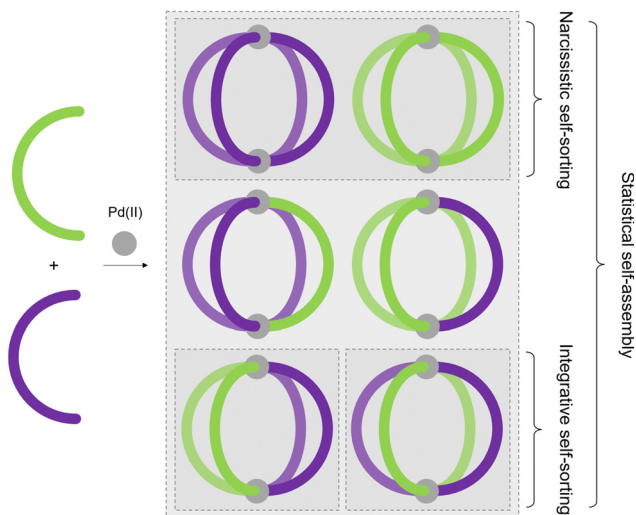 Pd(II)
+
Narcissistic self-sorting
Integrative self-sorting
Statistical self-assembly